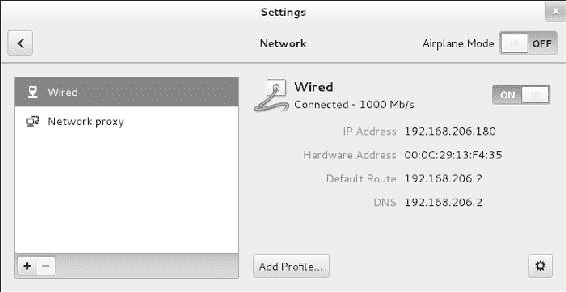 Settings
Network
Airplane Mode OFF
Wired
Network proxy
Wired
Connected - 1000 Mb/s
ON
IP Address 192.168.206.180
Hardware Address 00:0C:29:13:F4:35
Default Route 192.168.206.2
DNS 192.168.206.2
Add Profile...